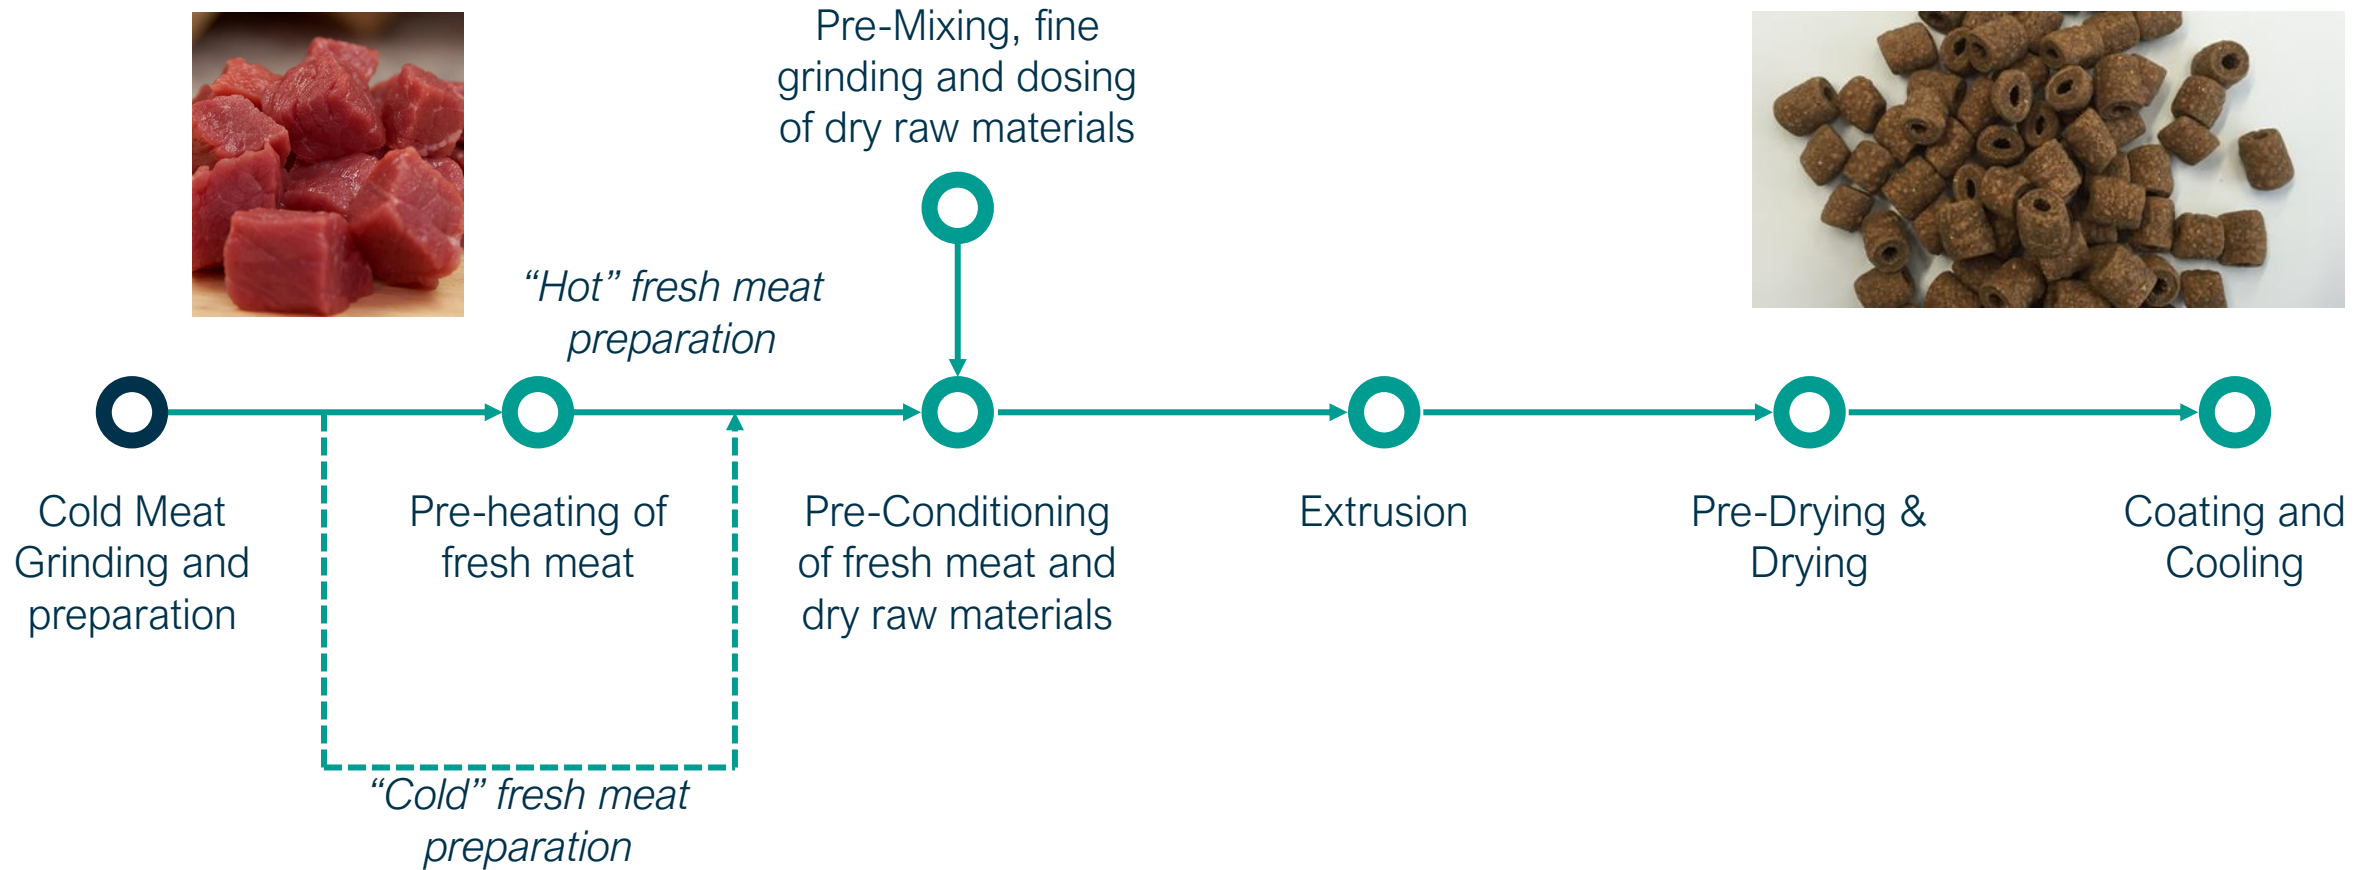 Pre-Mixing, fine
grinding and dosing
of dry raw materials
“Hot” fresh meat
preparation
Cold Meat
Grinding and
preparation
Pre-heating of
fresh meat
Pre-Conditioning
of fresh meat and
dry raw materials
Extrusion
Pre-Drying &
Drying
Coating and
Cooling
“Cold” fresh meat
preparation